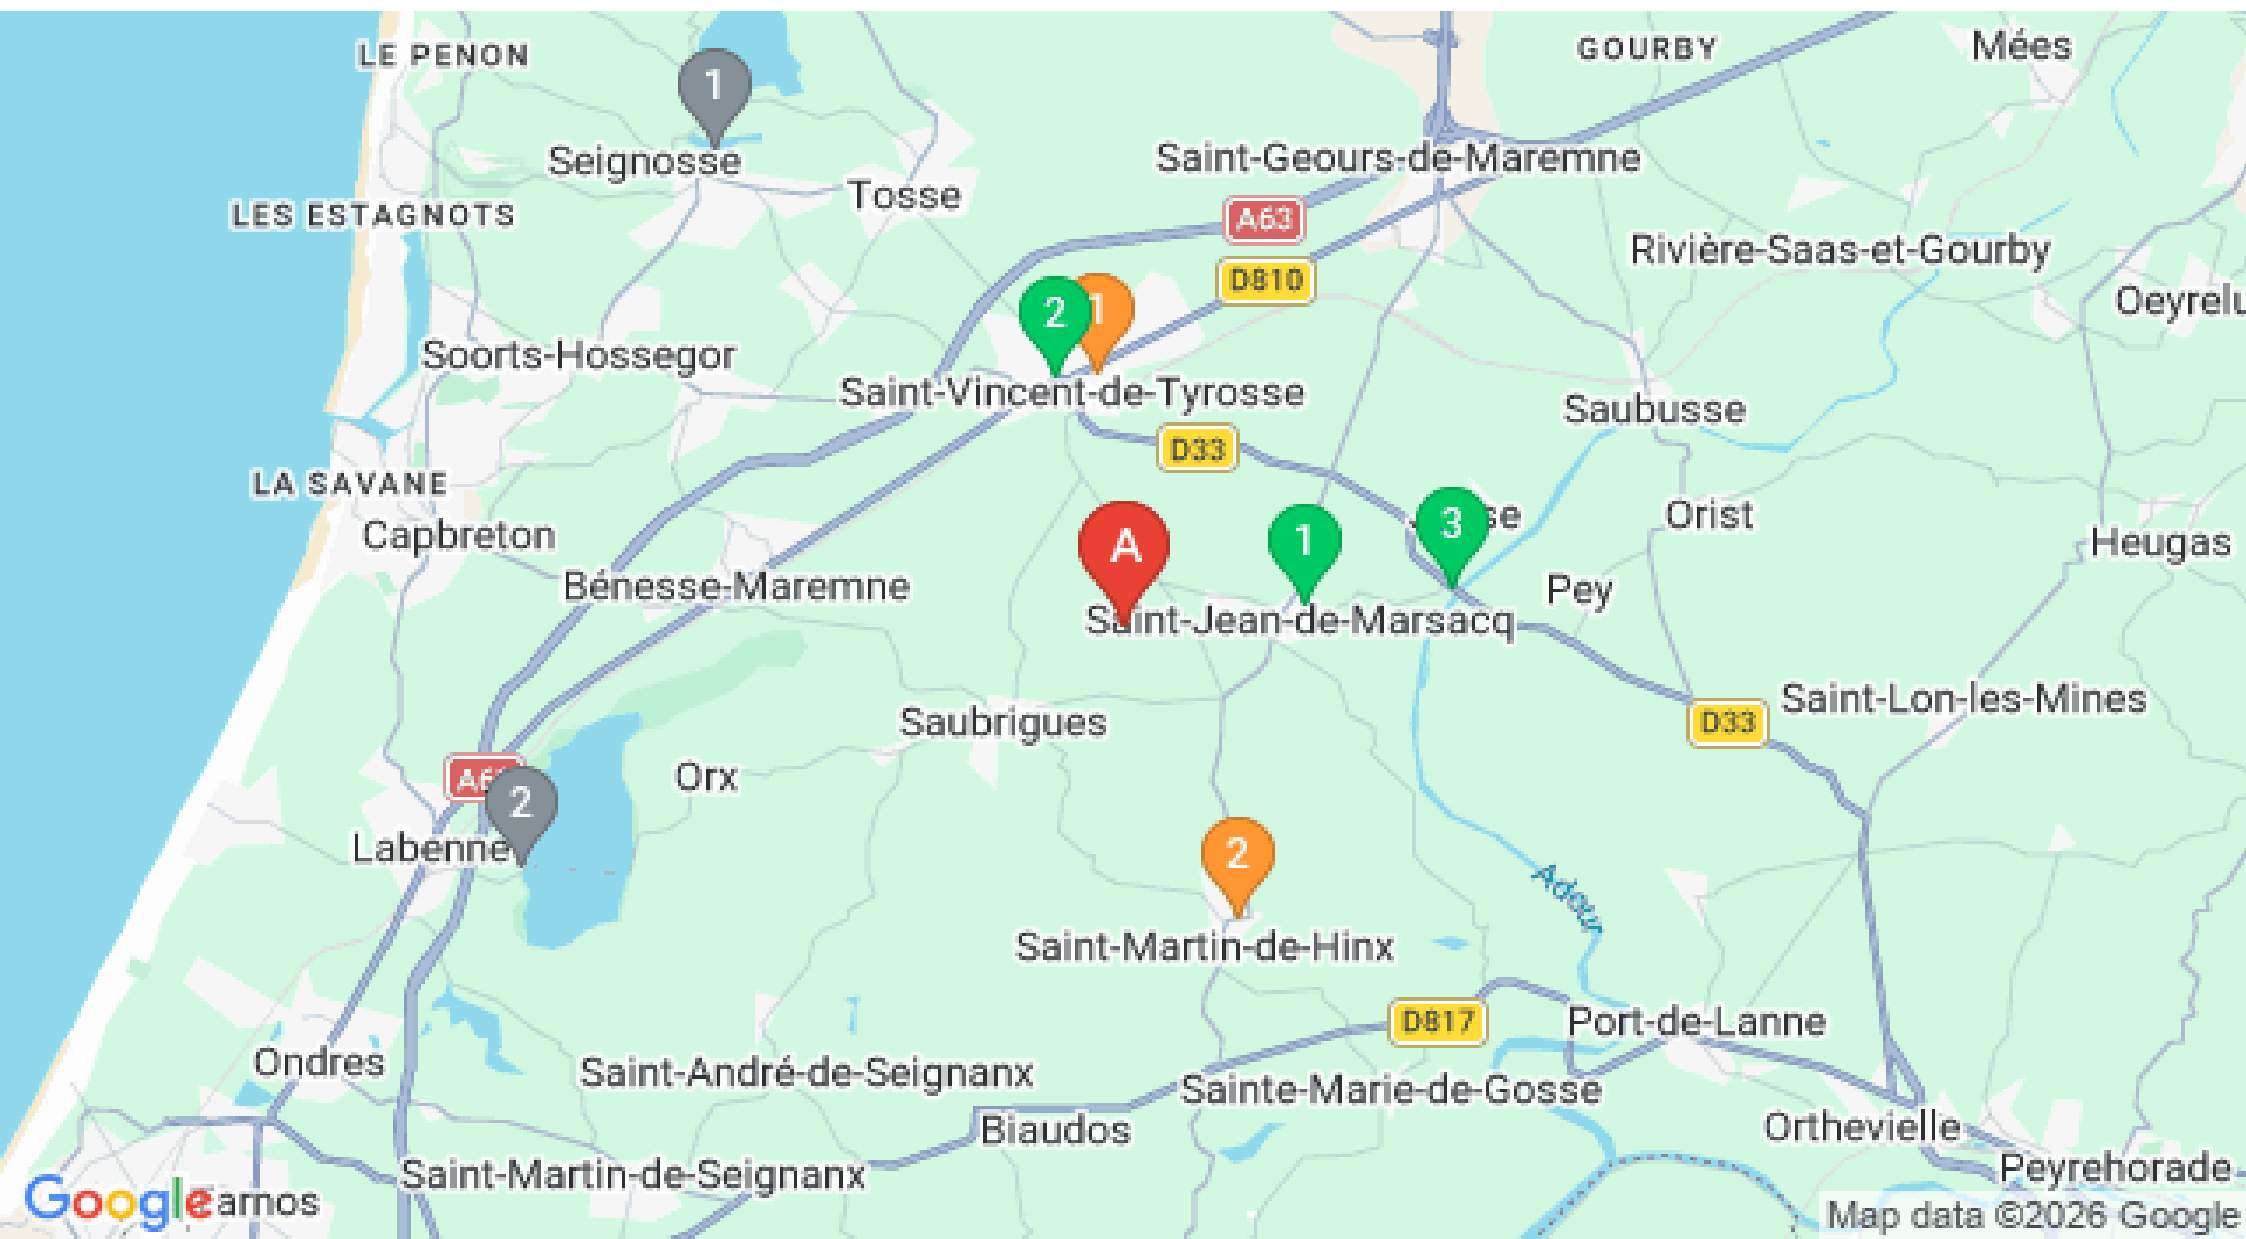 LE PENON
GOURBY
Mées
1
Seignosse
Saint-Geours-de-Maremne
Tosse
LES ESTAGNOTS
A63
Rivière-Saas-et-Gourby
D810
Oeyrelu
2
1
Soorts-Hossegor
Saint-Vincent-de-Tyrosse
Saubusse
D33
LA SAVANE
Capbreton
A
1
3
se
Orist
Heugas
Bénesse-Maremne
Pey
Saint-Jean-de-Marsacq
Saint-Lon-les-Mines
Saubrigues
D33
Orx
A6
2
Labenne
2
Adour
Saint-Martin-de-Hinx
D817
Port-de-Lanne
Ondres
Saint-André-de-Seignanx
Sainte-Marie-de-Gosse
Biaudos
Orthevielle
Saint-Martin-de-Seignanx
Peyrehorade
Google
arnos
Map data ©2026 Google